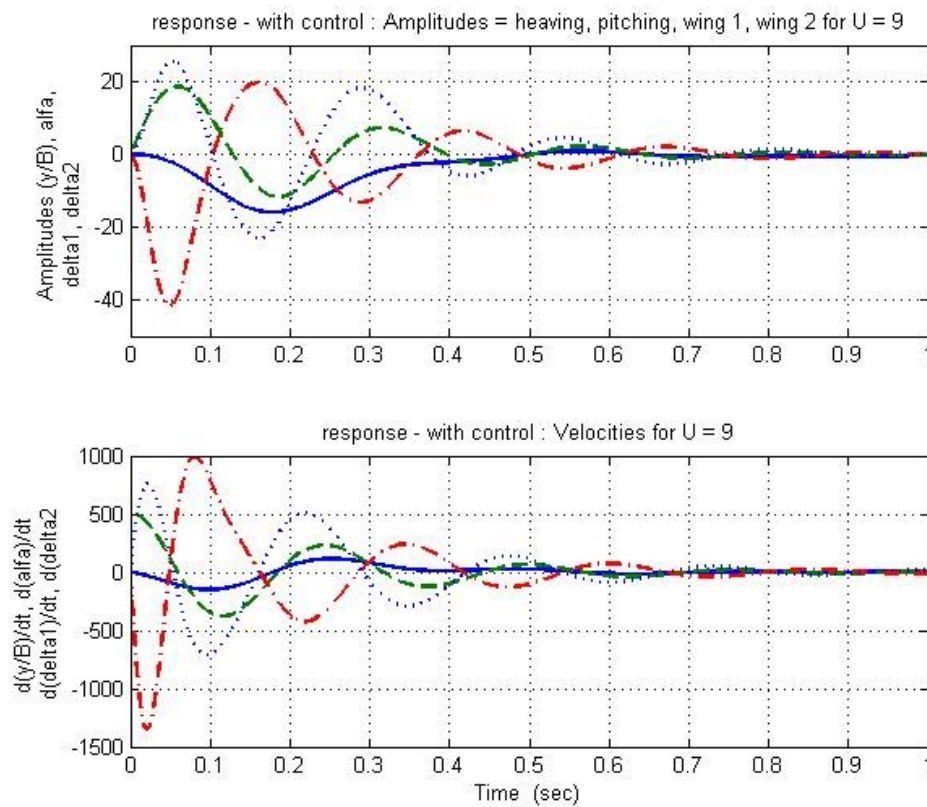 response - with control : Amplitudes = heaving, pitching, wing 1, wing 2 for U = 9
Amplitudes (y/B), alfa,
delta1, delta2
20
0
-20
-40
0 0.1 0.2 0.3 0.4 0.5 0.6 0.7 0.8 0.9 1
response - with control : Velocities for U = 9
d(y/B)/dt, d(alfa)/dt
d((delta1)/dt, d((delta2
1000
500
0
-500
-1000
-1500
0 0.1 0.2 0.3 0.4 0.5 0.6 0.7 0.8 0.9 1
Time (sec)